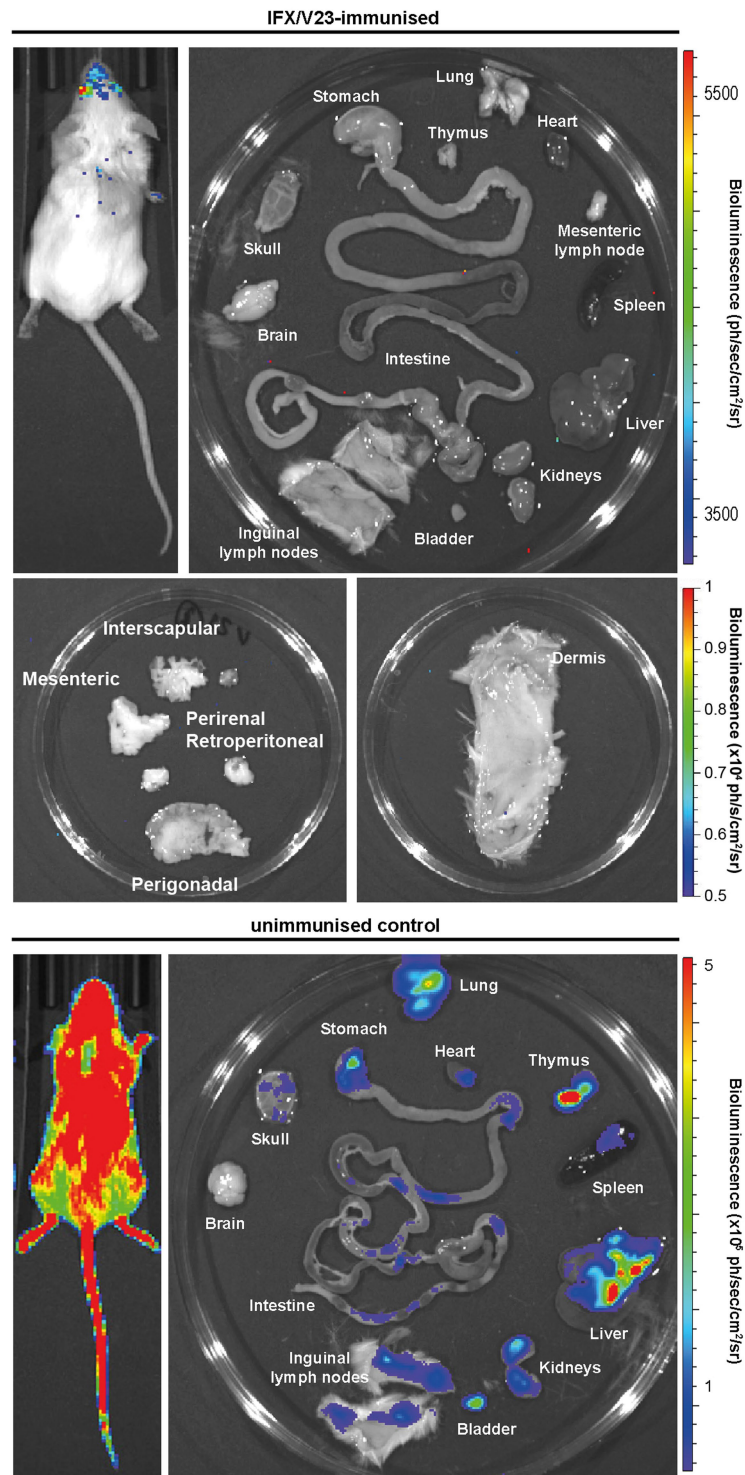 IFX/V23-immunised
Lung
Stomach
Heart
Thymus
Mesenteric
lymph node
Skull
Spleen
Brain
Intestine
Liver
Kidneys
Inguinal
lymph nodes
Bladder
5500
3500
Bioluminescence (ph/sec/cm²/sr)
Interscapular
Mesenteric
Perirenal
Retroperitoneal
Perigonadal
Dermis
1
0.9
0.8
0.7
0.6
0.5
Bioluminescence (x10⁴ ph/s/cm²/sr)
unimmunised control
Lung
Stomach
Heart
Thymus
Skull
Spleen
Brain
Intestine
Liver
Inguinal
lymph nodes
Kidneys
Bladder
5
1
Bioluminescence (x10⁵ ph/sec/cm²/sr)